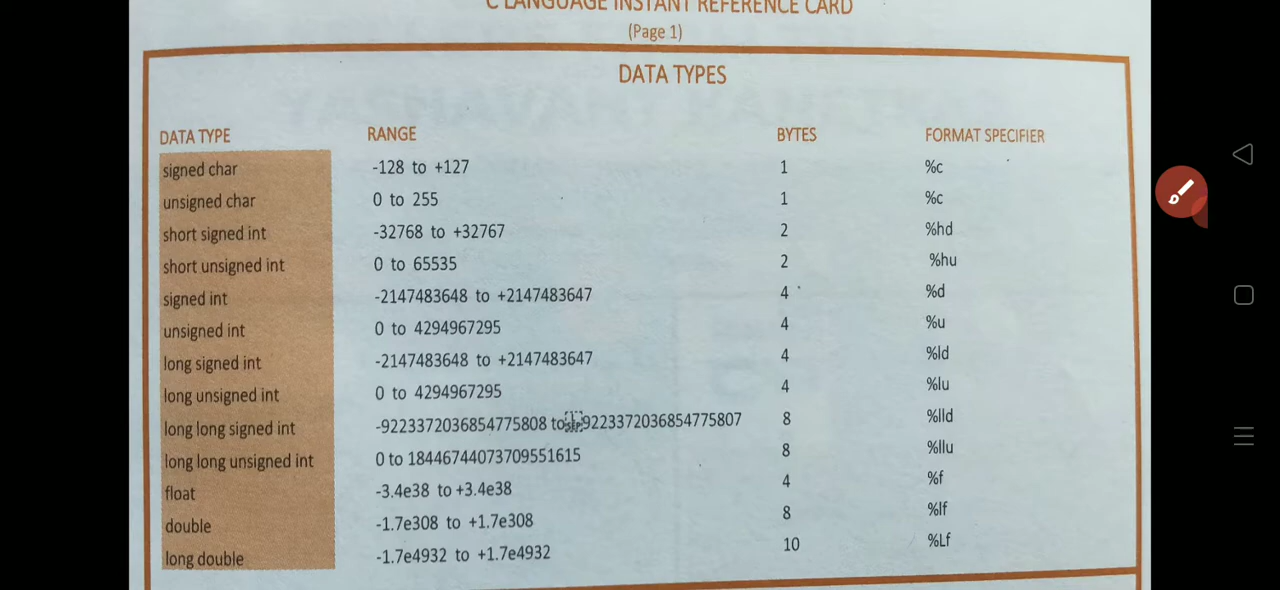 C LANGUAGE INSTANT REFERENCE CARD
(Page 1)
DATA TYPES
DATA TYPE RANGE BYTES FORMAT SPECIFIER
signed char -128 to +127 1 %c
unsigned char 0 to 255 1 %c
short signed int -32768 to +32767 2 %hd
short unsigned int 0 to 65535 2 %hu
signed int -2147483648 to +2147483647 4 %d
unsigned int 0 to 4294967295 4 %u
long signed int -2147483648 to +2147483647 4 %ld
long unsigned int 0 to 4294967295 4 %lu
long long signed int -9223372036854775808 to 9223372036854775807 8 %lld
long long unsigned int 0 to 18446744073709551615 8 %llu
float -3.4e38 to +3.4e38 4 %f
double -1.7e308 to +1.7e308 8 %lf
long double -1.7e4932 to +1.7e4932 10 %Lf